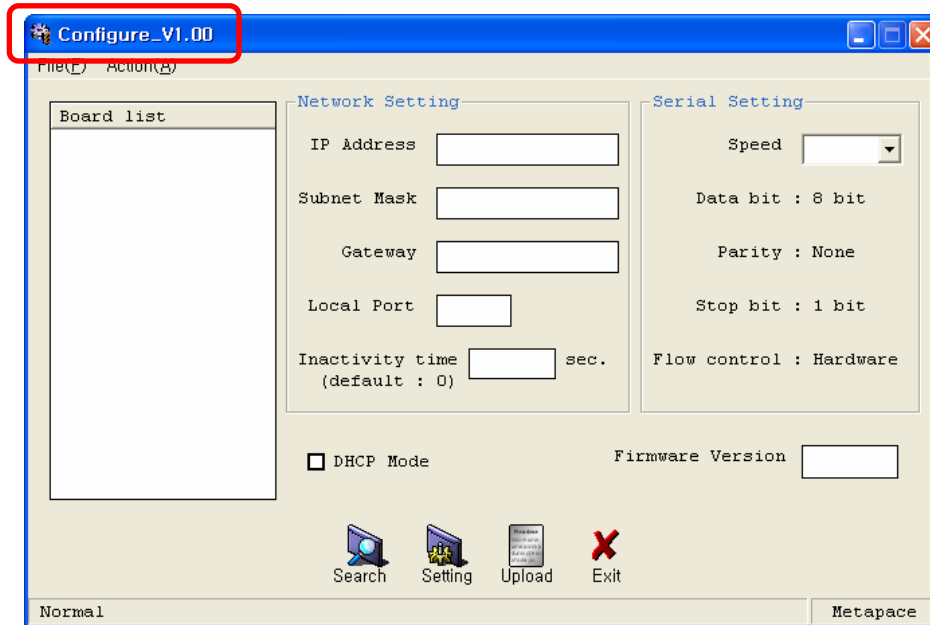 Configure_V1.00
File(F) Action(A)
Board list
Network Setting
IP Address
Subnet Mask
Gateway
Local Port
Inactivity time sec.
(default : 0)
Serial Setting
Speed
Data bit : 8 bit
Parity : None
Stop bit : 1 bit
Flow control : Hardware
DHCP Mode
Firmware Version
Search Setting Upload Exit
Normal Metapace